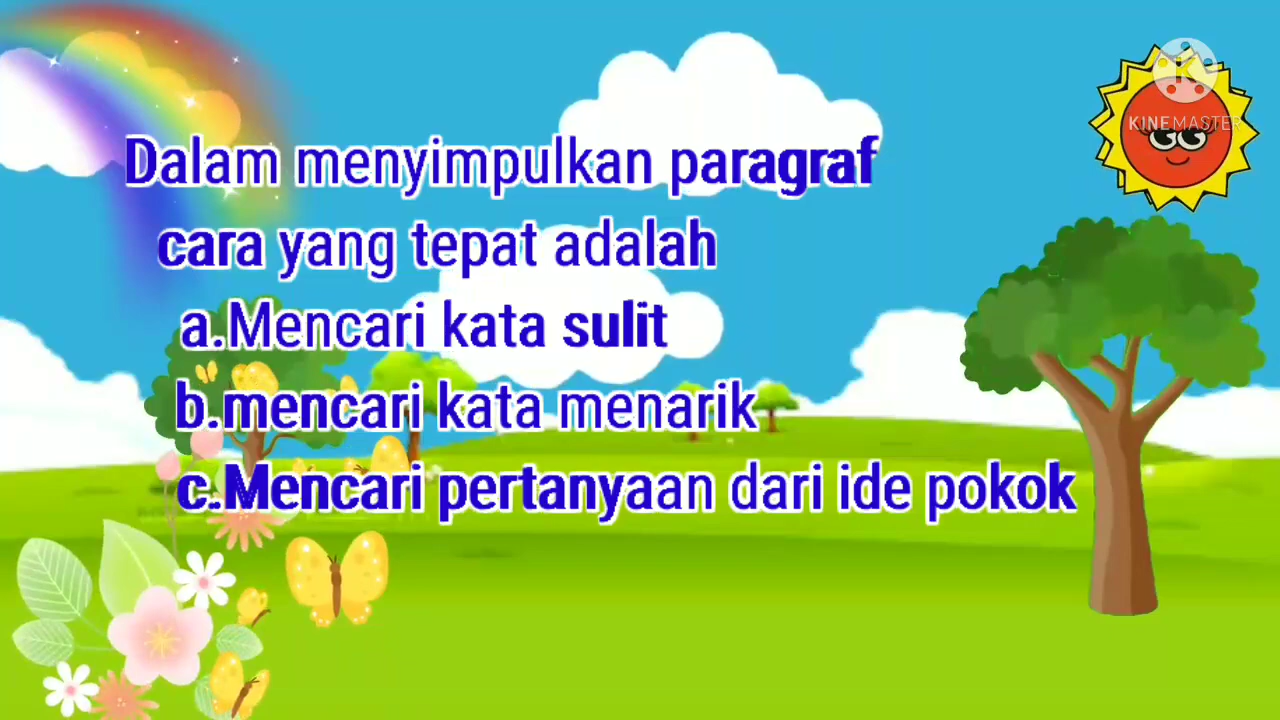 Dalam menyimpulkan paragraf
cara yang tepat adalah
a.Mencari kata sulit
b.mencari kata menarik
c.Mencari pertanyaan dari ide pokok
K
KINEMASTER